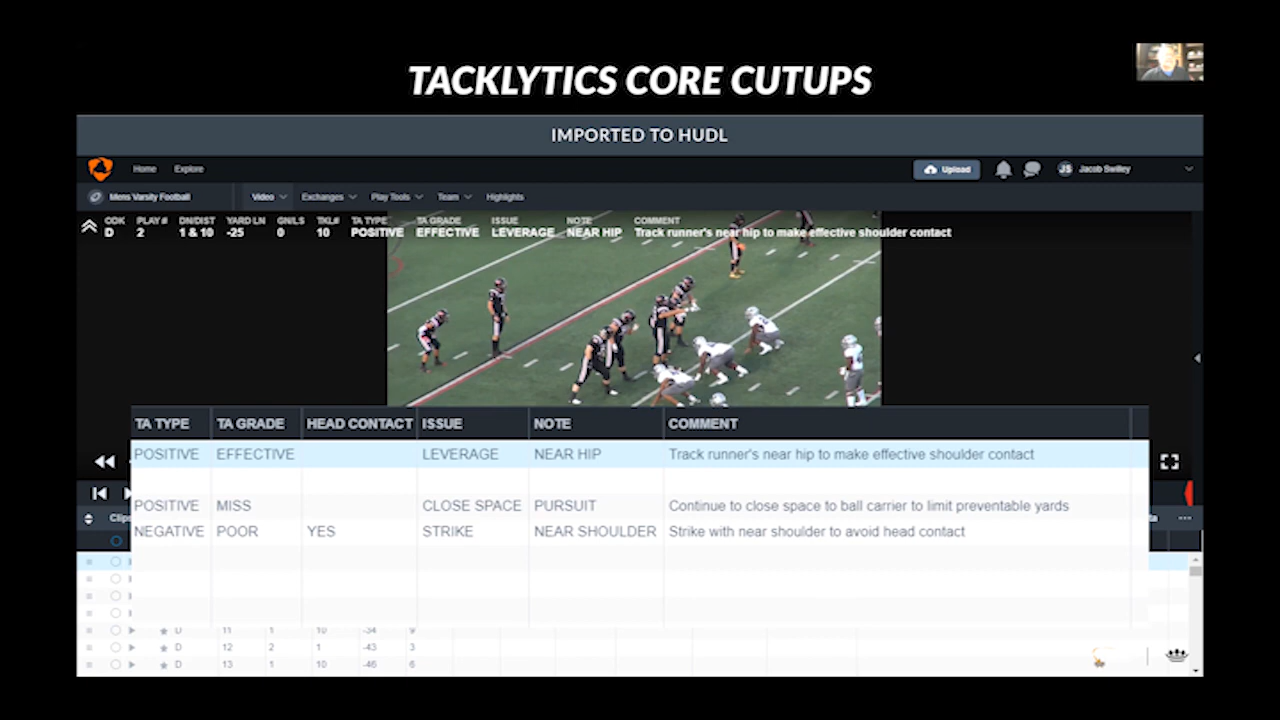 TACKLYTICS CORE CUTUPS
IMPORTED TO HUDL
Home Explore Upload JS Jacob Swilley
Mens Varsity Football Video Exchanges Play Tools Team Highlights
ODK PLAY # DN/DIST YARD LN GN/LS TKL# TA TYPE TA GRADE ISSUE NOTE COMMENT
D 2 1 & 10 -25 0 10 POSITIVE EFFECTIVE LEVERAGE NEAR HIP Track runner's near hip to make effective shoulder contact
TA TYPE TA GRADE HEAD CONTACT ISSUE NOTE COMMENT
POSITIVE EFFECTIVE LEVERAGE NEAR HIP Track runner's near hip to make effective shoulder contact
POSITIVE MISS CLOSE SPACE PURSUIT Continue to close space to ball carrier to limit preventable yards
NEGATIVE POOR YES STRIKE NEAR SHOULDER Strike with near shoulder to avoid head contact
D 11 1 10 -34 9
D 12 2 1 -43 3
D 13 1 10 -46 6